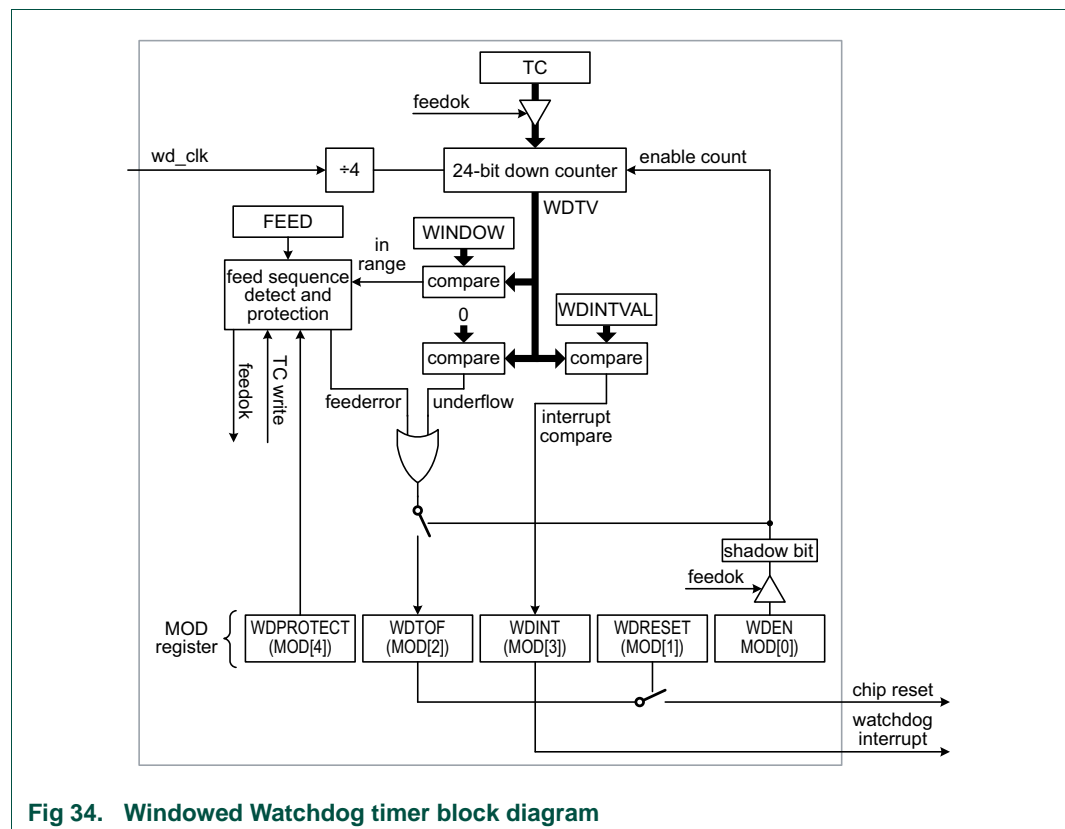 TC
feedok
wd_clk
÷4
24-bit down counter
enable count
WDTV
FEED
WINDOW
in
range
compare
feed sequence
detect and
protection
0
WDINTVAL
compare
compare
feedok
TC write
feederror
underflow
interrupt
compare
shadow bit
feedok
MOD
register
WDPROTECT
(MOD[4])
WDTOF
(MOD[2])
WDINT
(MOD[3])
WDRESET
(MOD[1])
WDEN
MOD[0])
chip reset
watchdog
interrupt
Fig 34. Windowed Watchdog timer block diagram